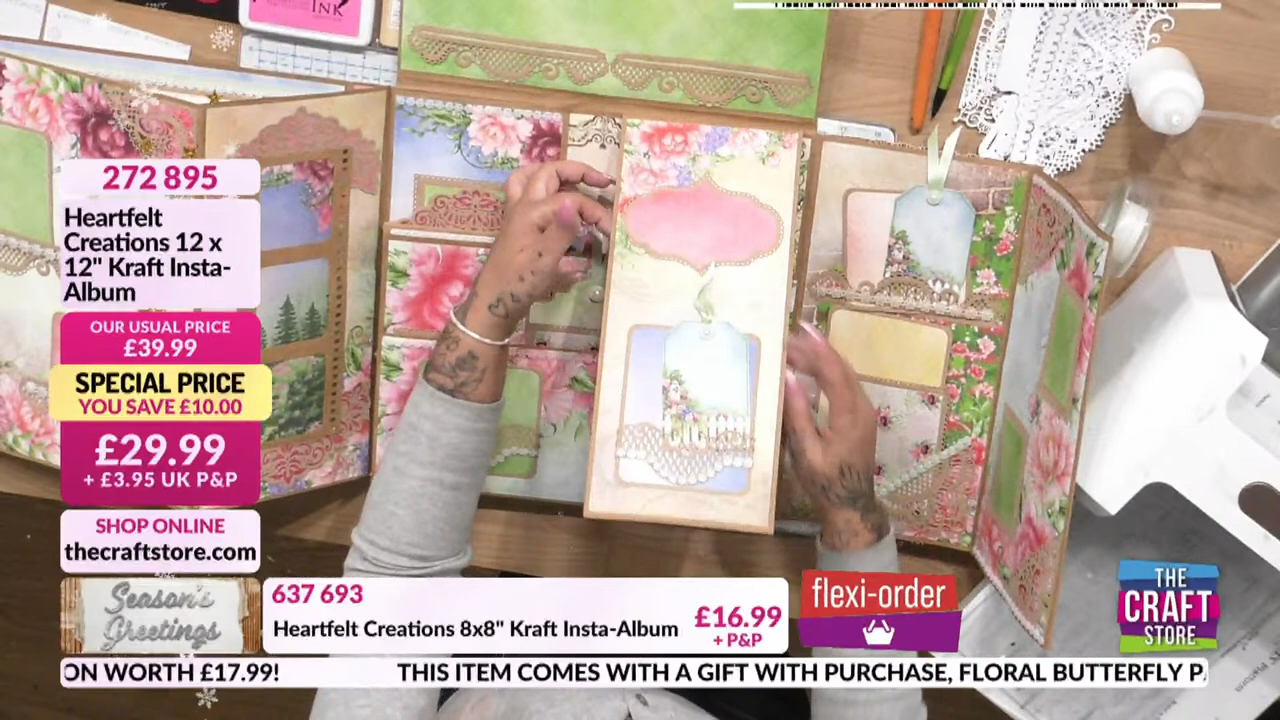 INK
272 895
Heartfelt
Creations 12 x
12" Kraft Insta-
Album
OUR USUAL PRICE
£39.99
SPECIAL PRICE
YOU SAVE £10.00
£29.99
+ £3.95 UK P&P
SHOP ONLINE
thecraftstore.com
Season's
Greetings
637 693
Heartfelt Creations 8x8" Kraft Insta-Album
£16.99
+ P&P
flexi-order
THE
CRAFT
STORE
ON WORTH £17.99! THIS ITEM COMES WITH A GIFT WITH PURCHASE, FLORAL BUTTERFLY P